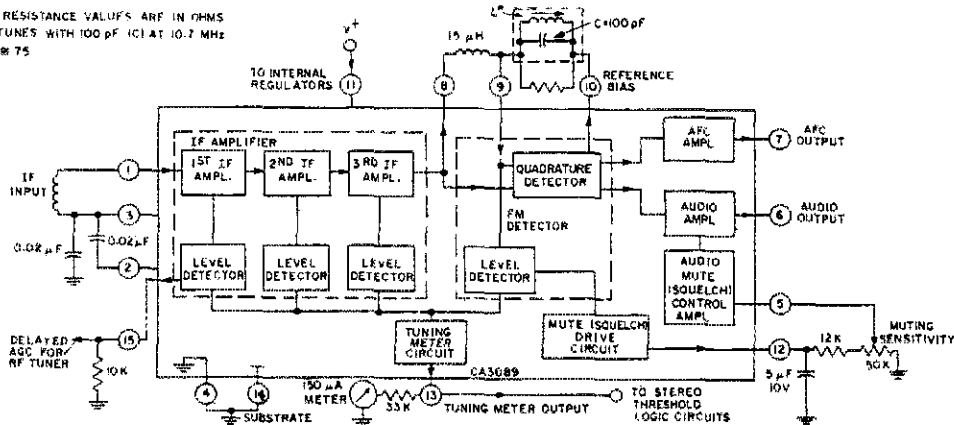 RESISTANCE VALUES ARE IN OHMS
TUNES WITH 100 pF (C) AT 10.7 MHz
75
V+
TO INTERNAL
REGULATORS
11
15 μH
L
C=100 pF
8
9
10
REFERENCE
BIAS
IF AMPLIFIER
IF
INPUT
1
3
2
0.02 μF
0.02 μF
1ST IF
AMPL.
2ND IF
AMPL.
3RD IF
AMPL.
LEVEL
DETECTOR
LEVEL
DETECTOR
LEVEL
DETECTOR
QUADRATURE
DETECTOR
FM
DETECTOR
LEVEL
DETECTOR
AFC
AMPL
7
AFC
OUTPUT
AUDIO
AMPL
6
AUDIO
OUTPUT
AUDIO
MUTE
(SQUELCH)
CONTROL
AMPL
5
MUTING
SENSITIVITY
TUNING
METER
CIRCUIT
MUTE (SQUELCH)
DRIVE
CIRCUIT
12
12K
50K
5 μF
10V
DELAYED
AGC FOR
RF TUNER
15
10K
4
14
SUBSTRATE
150 μA
METER
33K
13
CA3089
TUNING METER OUTPUT
TO STEREO
THRESHOLD
LOGIC CIRCUITS